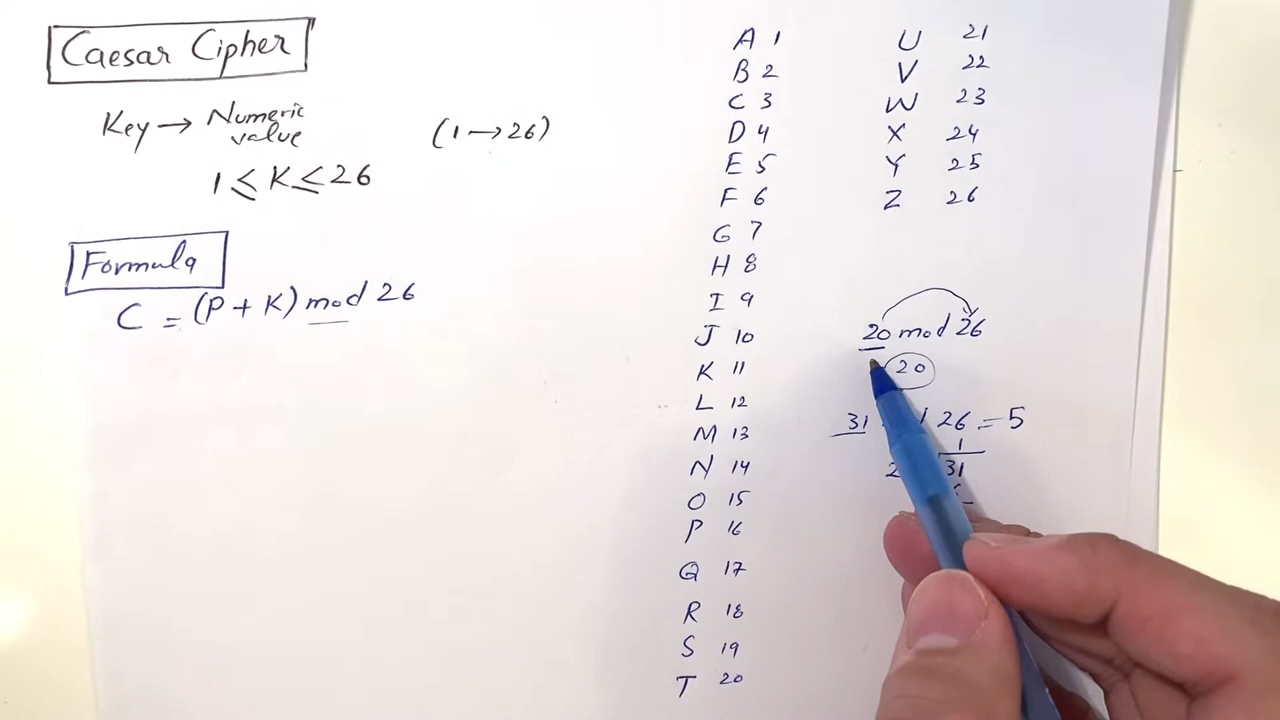 Caesar Cipher
Key → Numeric value (1 → 26)
1 ≤ K ≤ 26
Formula
C = (P + K) mod 26
A 1
B 2
C 3
D 4
E 5
F 6
G 7
H 8
I 9
J 10
K 11
L 12
M 13
N 14
O 15
P 16
Q 17
R 18
S 19
T 20
U 21
V 22
W 23
X 24
Y 25
Z 26
20 mod 26
20
31 26 = 5
1
31